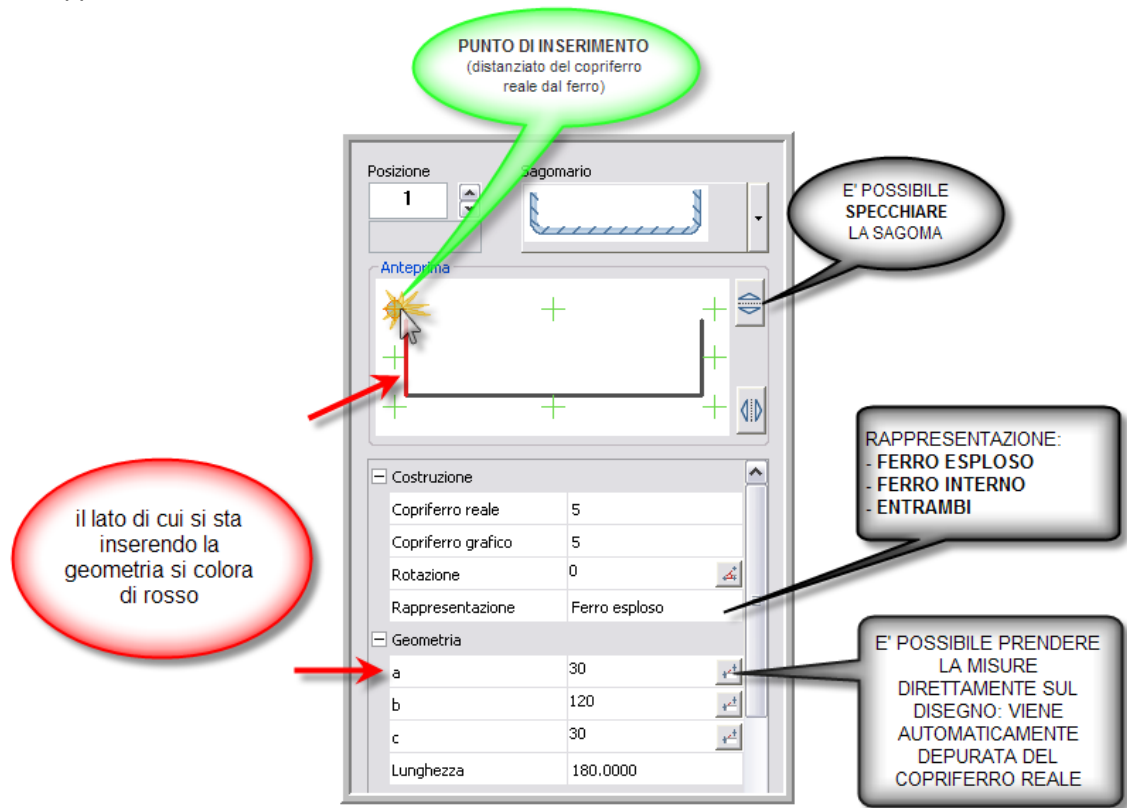 PUNTO DI INSERIMENTO
(distanziato del copriferro
reale dal ferro)
Posizione
Sagomario
1
E' POSSIBILE
SPECCHIARE
LA SAGOMA
Anteprima
RAPPRESENTAZIONE:
- FERRO ESPLOSO
- FERRO INTERNO
- ENTRAMBI
il lato di cui si sta
inserendo la
geometria si colora
di rosso
Costruzione
Copriferro reale 5
Copriferro grafico 5
Rotazione 0
Rappresentazione Ferro esploso
Geometria
a 30
b 120
c 30
Lunghezza 180.0000
E' POSSIBILE PRENDERE
LA MISURE
DIRETTAMENTE SUL
DISEGNO: VIENE
AUTOMATICAMENTE
DEPURATA DEL
COPRIFERRO REALE